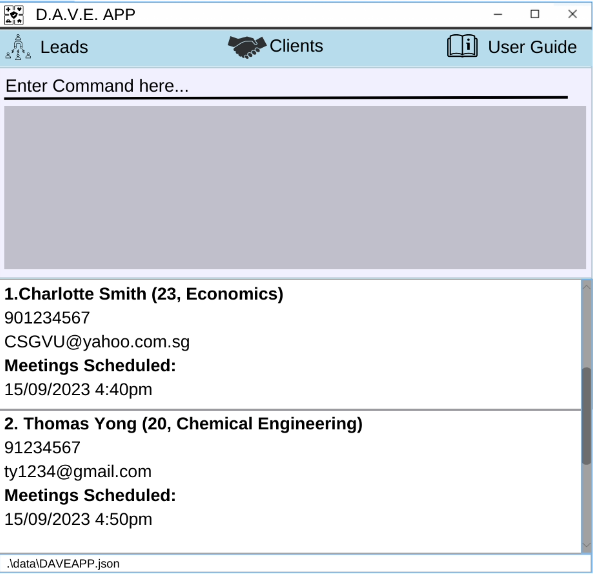 D.A.V.E. APP
Leads
Clients
User Guide
Enter Command here...
1.Charlotte Smith (23, Economics)
901234567
CSGVU@yahoo.com.sg
Meetings Scheduled:
15/09/2023 4:40pm
2. Thomas Yong (20, Chemical Engineering)
91234567
ty1234@gmail.com
Meetings Scheduled:
15/09/2023 4:50pm
.\data\DAVEAPP.json